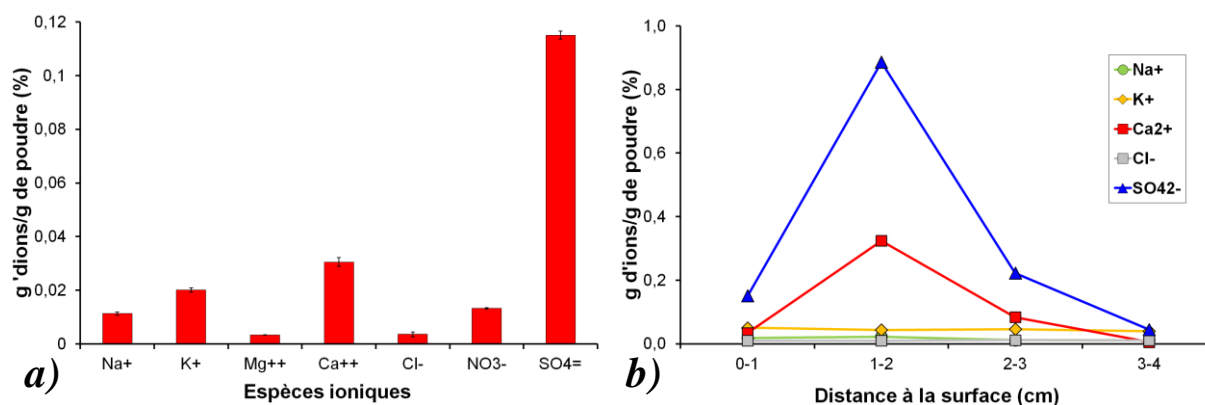 g 'dions/g de poudre (%)
0,12
0,1
0,12
0,06
0,04
0,02
0
Na+ K+ Mg++ Ca++ Cl- NO3- SO4=
Espèces ioniques
a)
g d'ions/g de poudre (%)
1,0
0,8
0,6
0,4
0,2
0,0
0-1 1-2 2-3 3-4
Distance à la surface (cm)
b)
Na+
K+
Ca2+
Cl-
SO42-